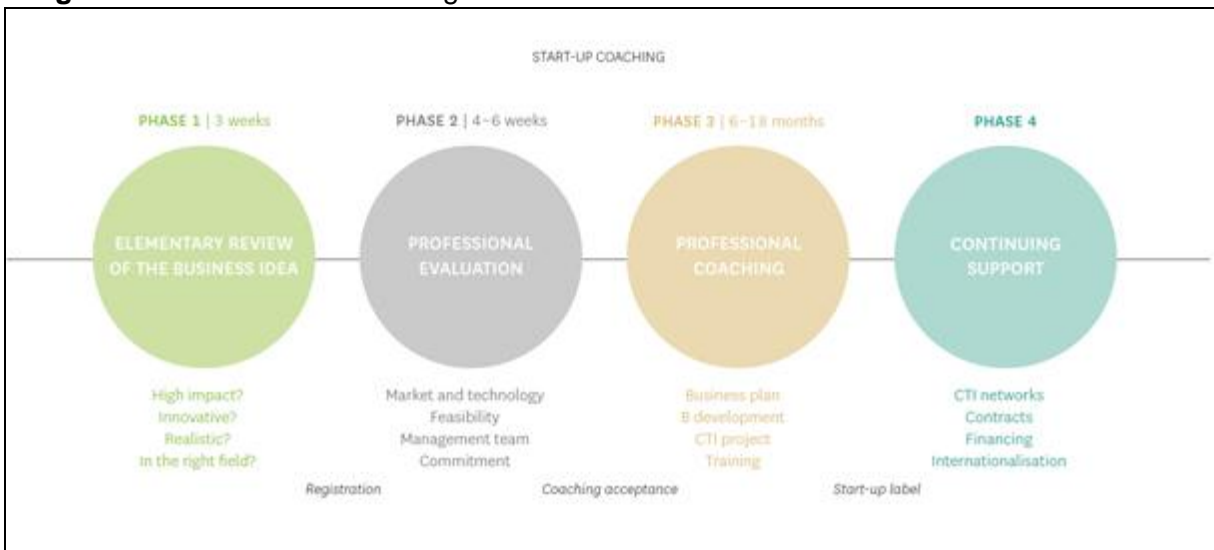 START-UP COACHING
PHASE 1 | 3 weeks
PHASE 2 | 4–6 weeks
PHASE 3 | 6–18 months
PHASE 4
ELEMENTARY REVIEW
OF THE BUSINESS IDEA
PROFESSIONAL
EVALUATION
PROFESSIONAL
COACHING
CONTINUING
SUPPORT
High impact?
Innovative?
Realistic?
In the right field?
Market and technology
Feasibility
Management team
Commitment
Business plan
B development
CTI project
Training
CTI networks
Contracts
Financing
Internationalisation
Registration
Coaching acceptance
Start-up label